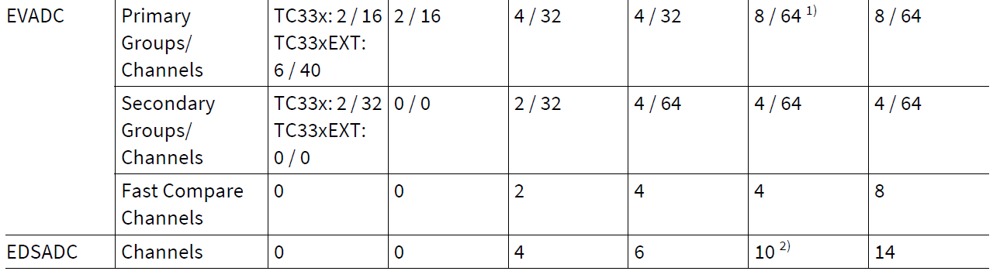 EVADC Primary Groups/ Channels TC33x: 2 / 16 TC33xEXT: 6 / 40 2 / 16 4 / 32 4 / 32 8 / 64 1) 8 / 64
Secondary Groups/ Channels TC33x: 2 / 32 TC33xEXT: 0 / 0 0 / 0 2 / 32 4 / 64 4 / 64 4 / 64
Fast Compare Channels 0 0 2 4 4 8
EDSADC Channels 0 0 4 6 10 2) 14